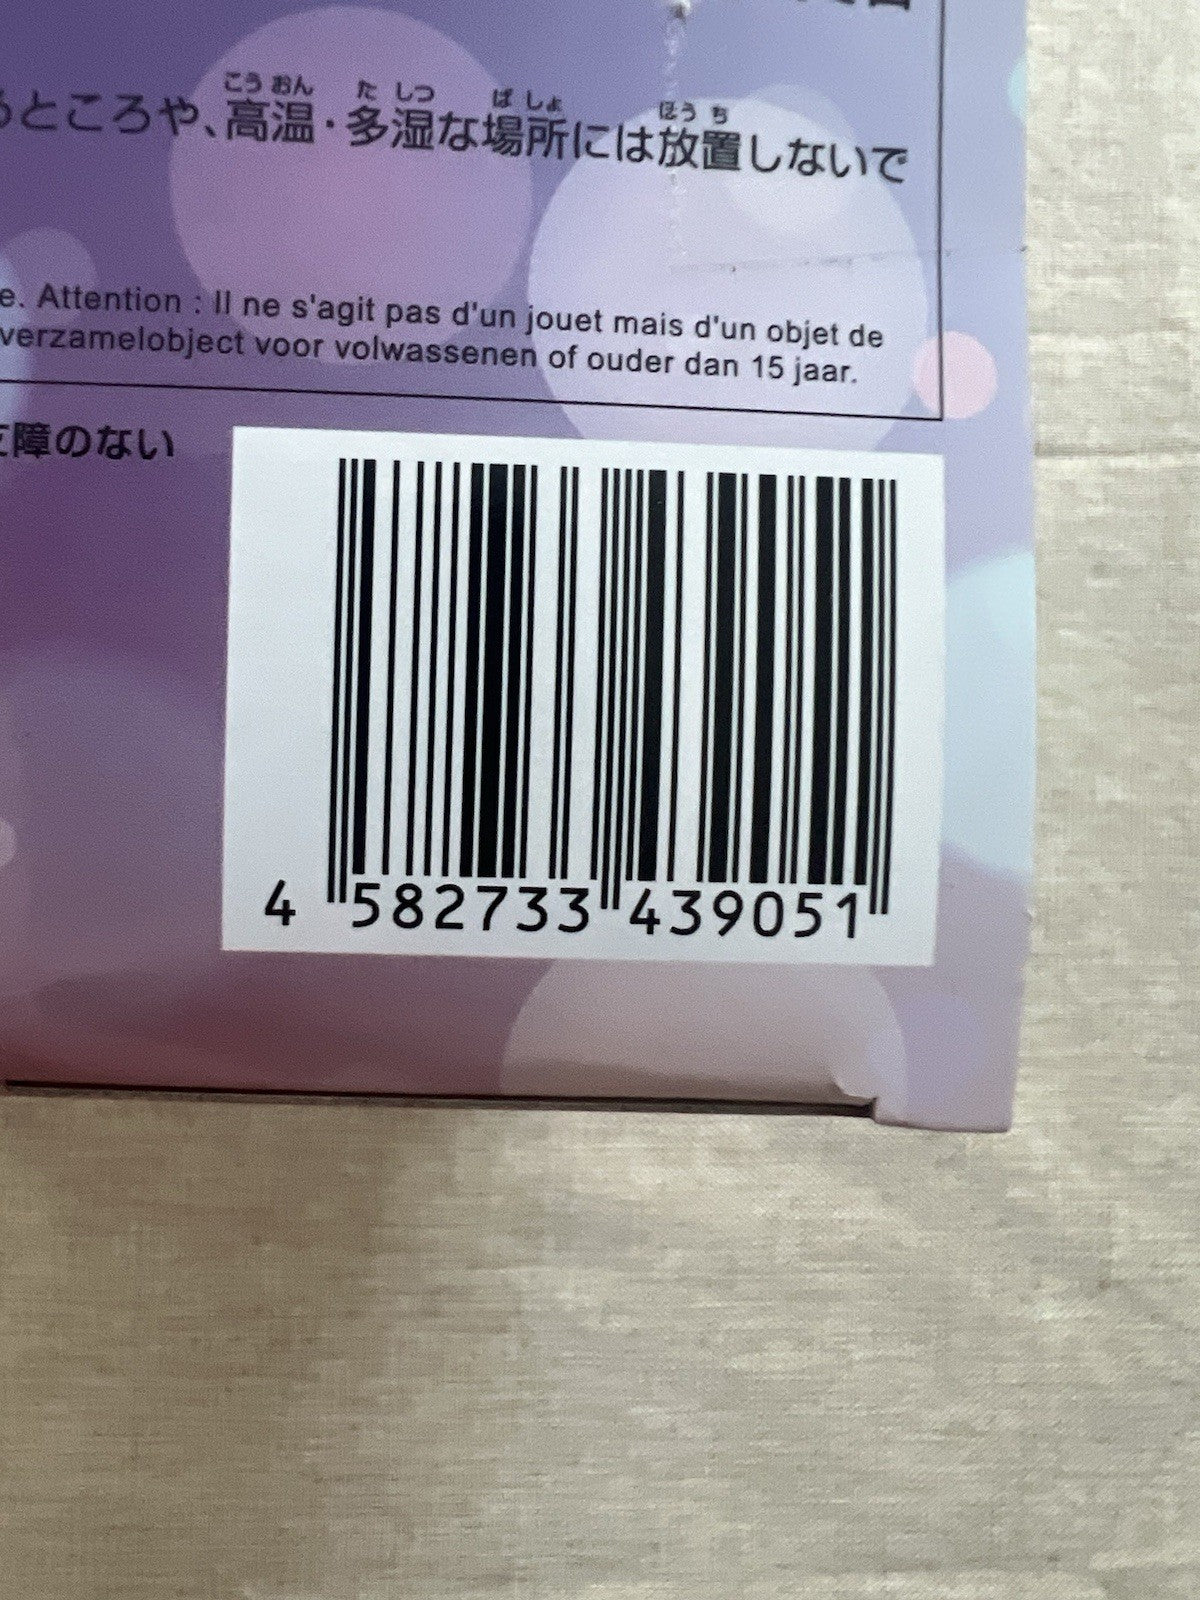 ところや、高温・多湿な場所には放置しないで
こうおん たしつ ばしょ ほうち
e. Attention : Il ne s'agit pas d'un jouet mais d'un objet de
verzamelobject voor volwassenen of ouder dan 15 jaar.
障のない
4 582733 439051